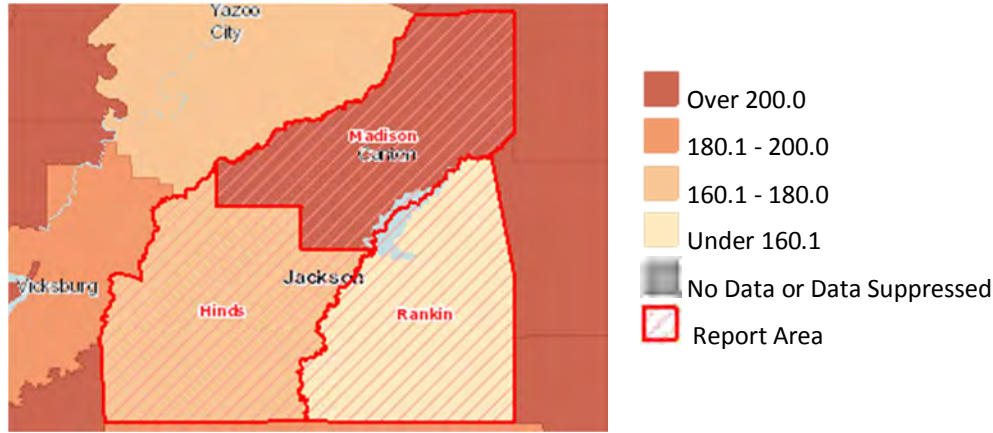 Yazoo
City
Madison
Canton
Jackson
Vicksburg
Hinds
Rankin
Over 200.0
180.1 - 200.0
160.1 - 180.0
Under 160.1
No Data or Data Suppressed
Report Area